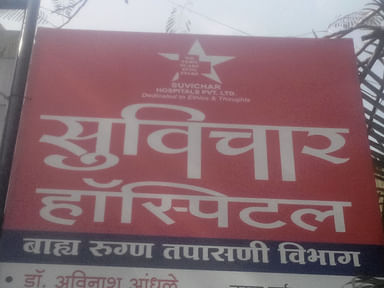 SUVICHAR
HOSPITALS PVT. LTD.
Dedicated to Ethics & Thoughts
सुविचार
हॉस्पिटल
बाह्य रुग्ण तपासणी विभाग
• डॉ. अविनाश आंधळे